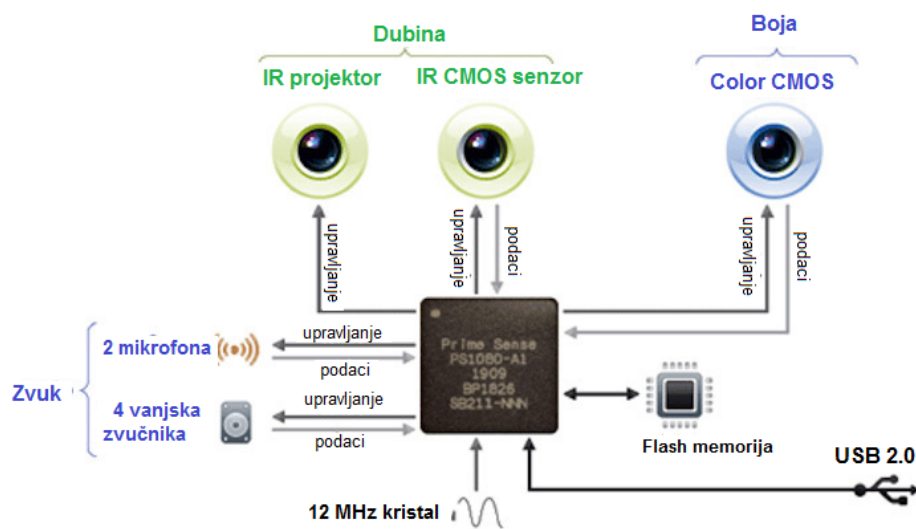 Dubina
Boja
IR projektor
IR CMOS senzor
Color CMOS
upravljanje
upravljanje
podaci
upravljanje
podaci
Zvuk
2 mikrofona
upravljanje
podaci
4 vanjska
zvučnika
upravljanje
podaci
Prime Sense
PS1080-A1
1909
BP1826
SB211-NNN
Flash memorija
USB 2.0
12 MHz kristal